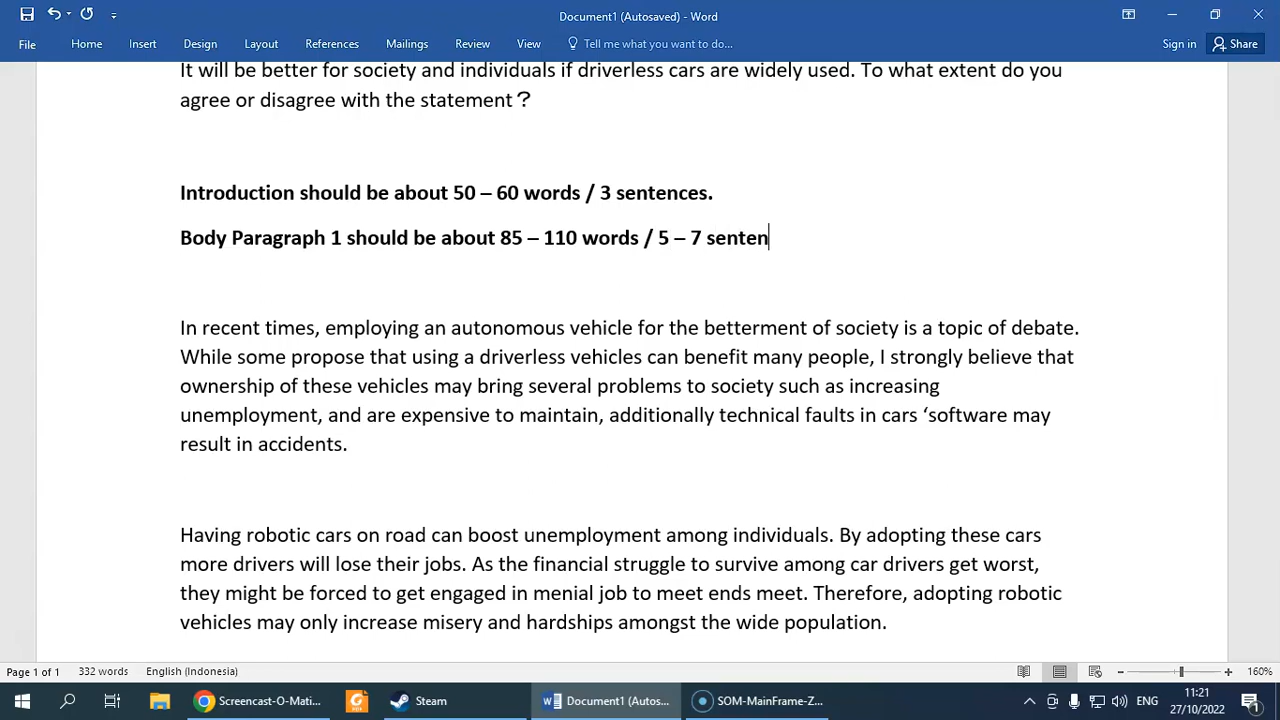 Document1 (Autosaved) - Word
File Home Insert Design Layout References Mailings Review View Tell me what you want to do... Sign in Share
It will be better for society and individuals if driverless cars are widely used. To what extent do you
agree or disagree with the statement？
Introduction should be about 50 – 60 words / 3 sentences.
Body Paragraph 1 should be about 85 – 110 words / 5 – 7 senten
In recent times, employing an autonomous vehicle for the betterment of society is a topic of debate.
While some propose that using a driverless vehicles can benefit many people, I strongly believe that
ownership of these vehicles may bring several problems to society such as increasing
unemployment, and are expensive to maintain, additionally technical faults in cars ‘software may
result in accidents.
Having robotic cars on road can boost unemployment among individuals. By adopting these cars
more drivers will lose their jobs. As the financial struggle to survive among car drivers get worst,
they might be forced to get engaged in menial job to meet ends meet. Therefore, adopting robotic
vehicles may only increase misery and hardships amongst the wide population.
Page 1 of 1 332 words English (Indonesia) 160%
Screencast-O-Mati... Steam Document1 (Autos... SOM-MainFrame-Z... ENG 11:21
27/10/2022